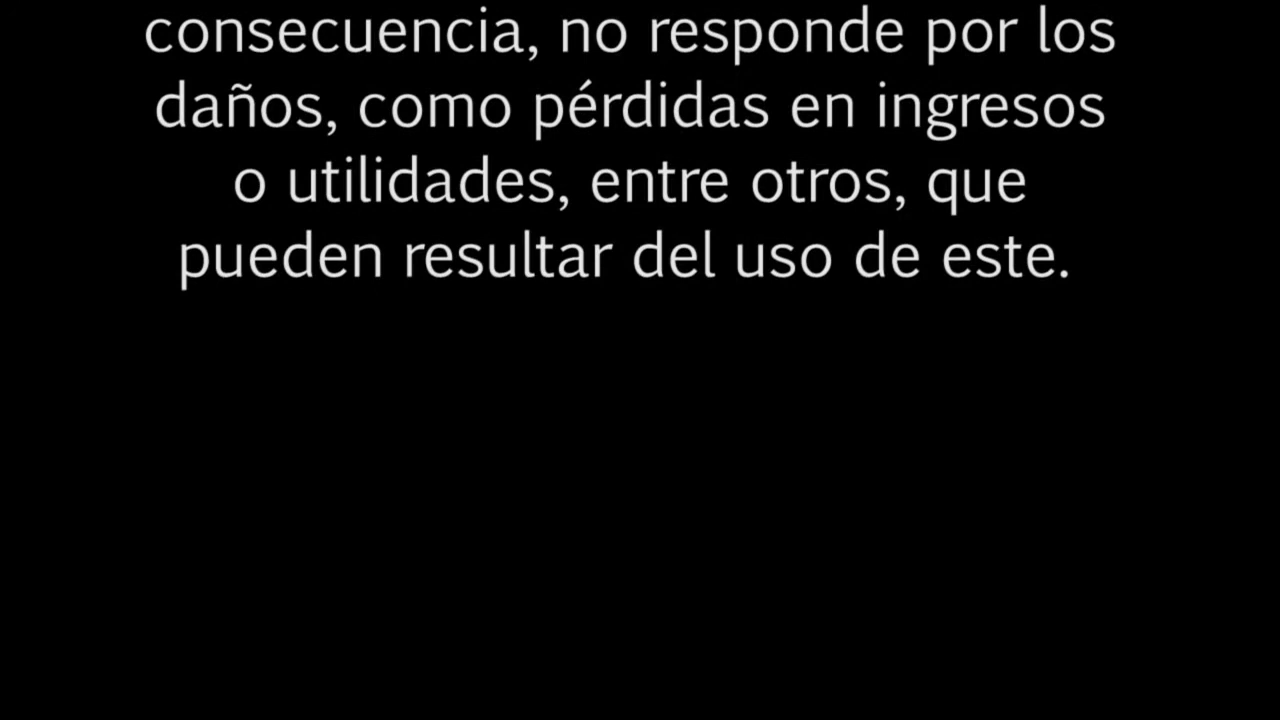 consecuencia, no responde por los
daños, como pérdidas en ingresos
o utilidades, entre otros, que
pueden resultar del uso de este.